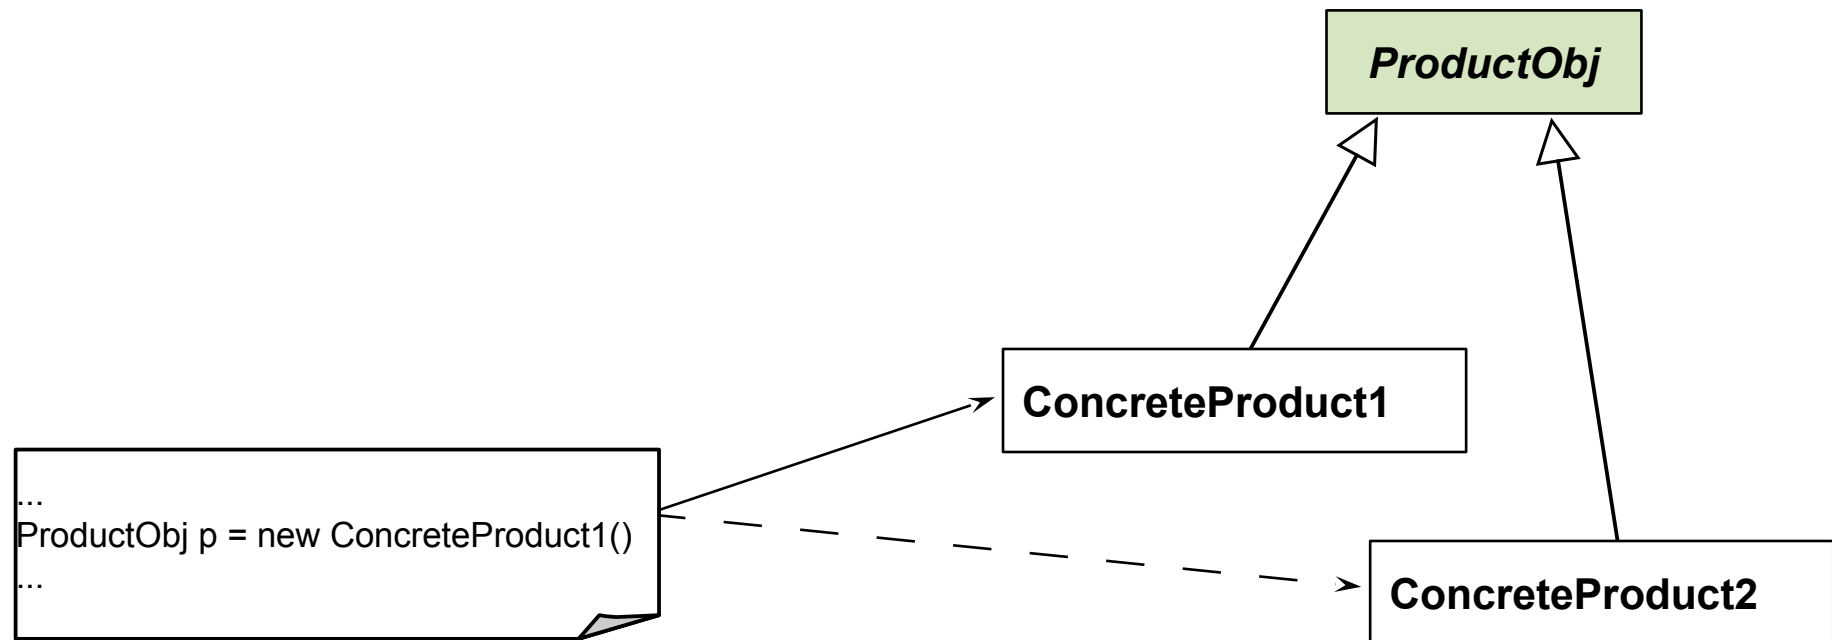 ProductObj
ConcreteProduct1
...
ProductObj p = new ConcreteProduct1()
...
ConcreteProduct2